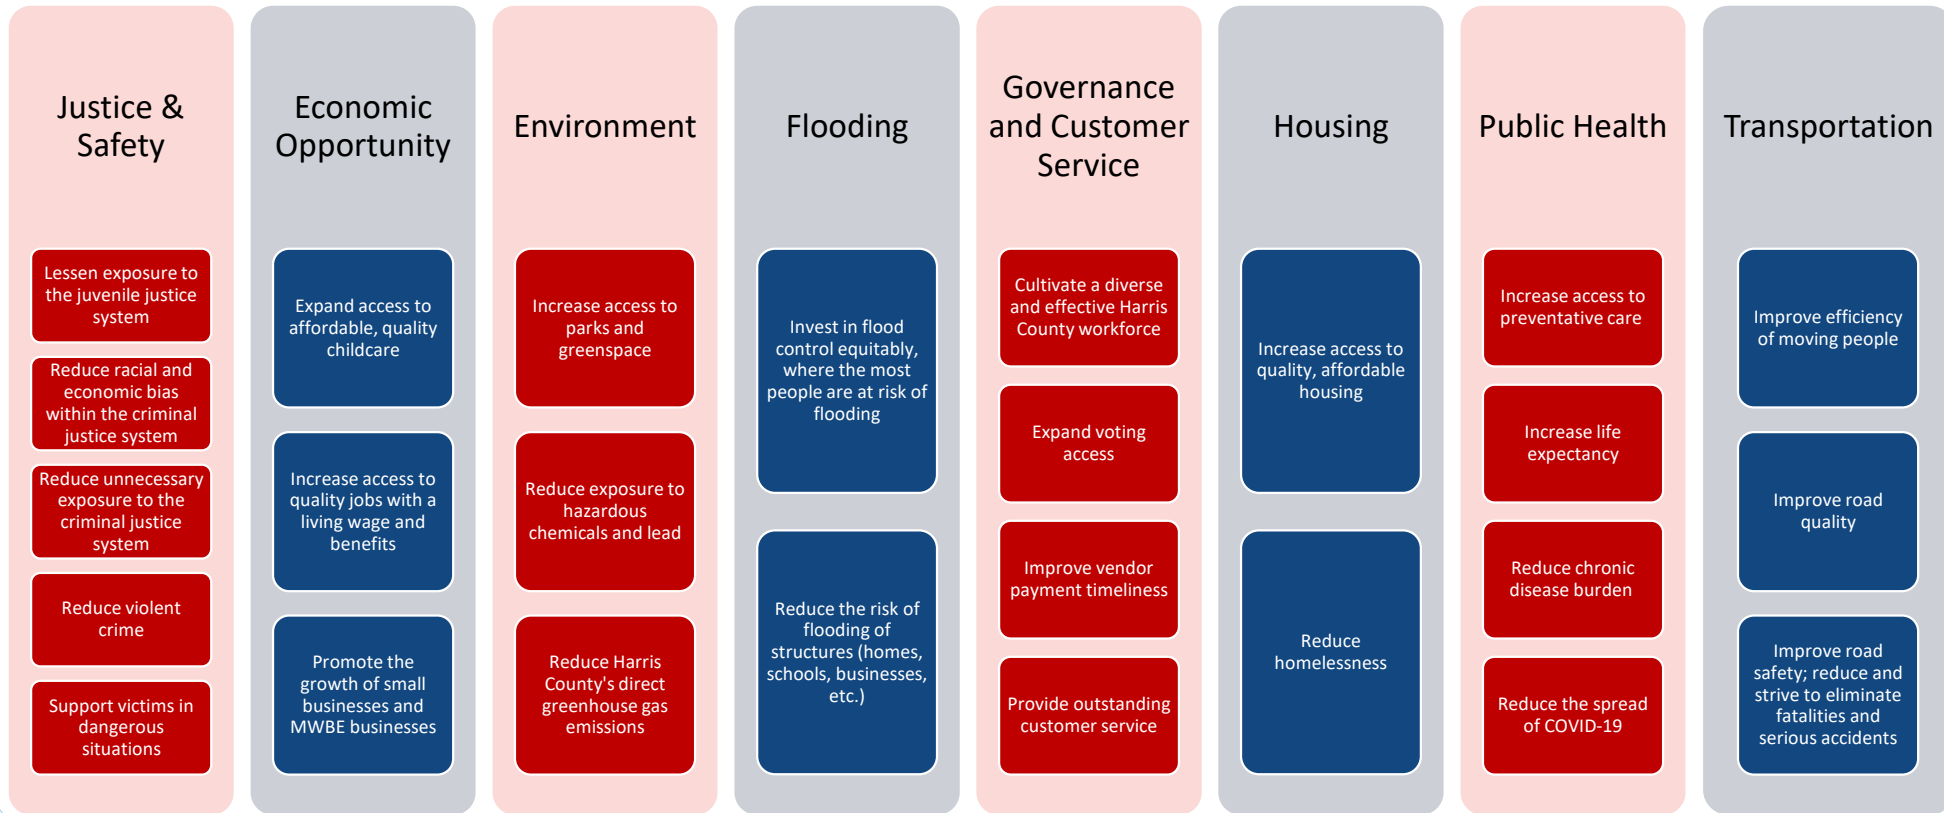 Justice &
Safety
Lessen exposure to
the juvenile justice
system
Reduce racial and
economic bias
within the criminal
justice system
Reduce unnecessary
exposure to the
criminal justice
system
Reduce violent
crime
Support victims in
dangerous
situations
Economic
Opportunity
Expand access to
affordable, quality
childcare
Increase access to
quality jobs with a
living wage and
benefits
Promote the
growth of small
businesses and
MWBE businesses
Environment
Increase access to
parks and
greenspace
Reduce exposure to
hazardous
chemicals and lead
Reduce Harris
County's direct
greenhouse gas
emissions
Flooding
Invest in flood
control equitably,
where the most
people are at risk of
flooding
Reduce the risk of
flooding of
structures (homes,
schools, businesses,
etc.)
Governance
and Customer
Service
Cultivate a diverse
and effective Harris
County workforce
Expand voting
access
Improve vendor
payment timeliness
Provide outstanding
customer service
Housing
Increase access to
quality, affordable
housing
Reduce
homelessness
Public Health
Increase access to
preventative care
Increase life
expectancy
Reduce chronic
disease burden
Reduce the spread
of COVID-19
Transportation
Improve efficiency
of moving people
Improve road
quality
Improve road
safety; reduce and
strive to eliminate
fatalities and
serious accidents